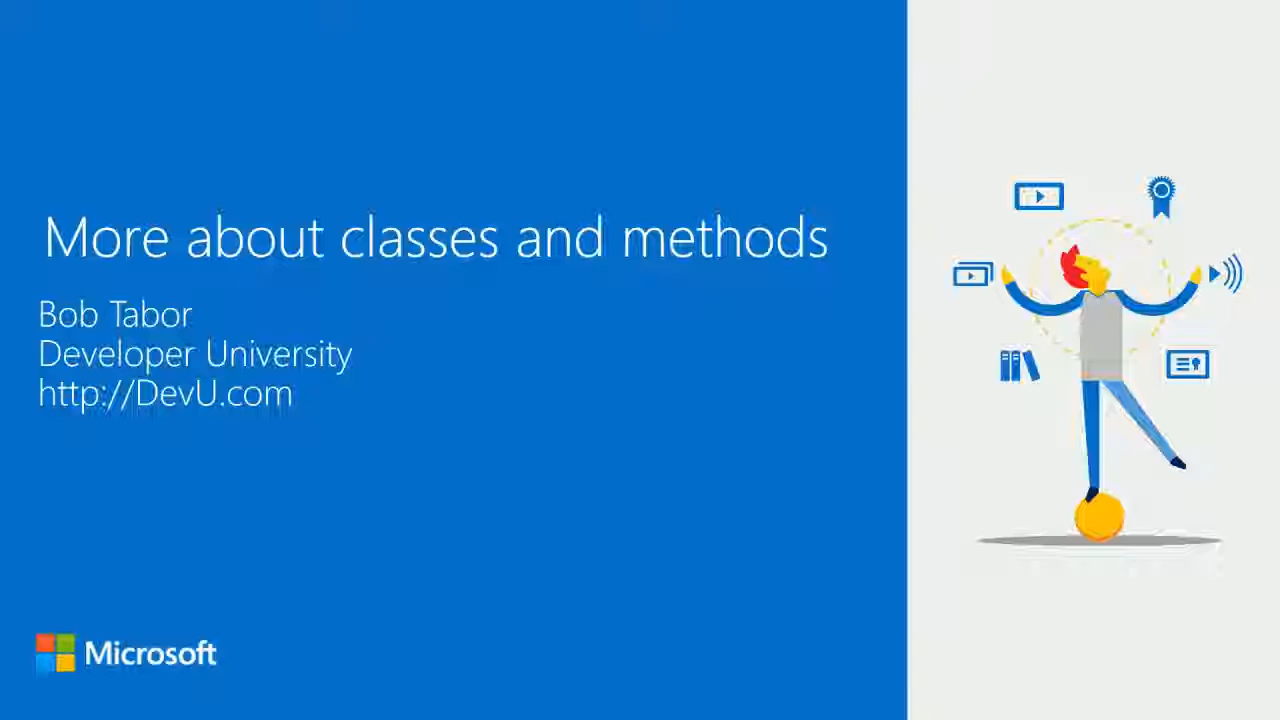 More about classes and methods
Bob Tabor
Developer University
http://DevU.com
Microsoft